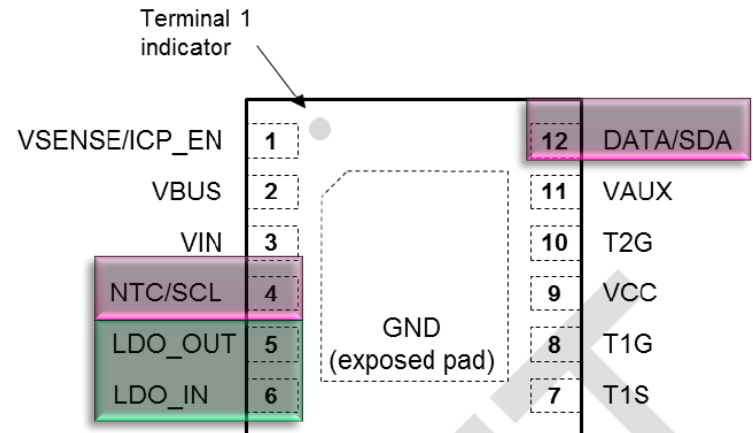 Terminal 1
indicator
VSENSE/ICP_EN 1 12 DATA/SDA
VBUS 2 11 VAUX
VIN 3 10 T2G
NTC/SCL 4 9 VCC
LDO_OUT 5 8 T1G
LDO_IN 6 7 T1S
GND
(exposed pad)